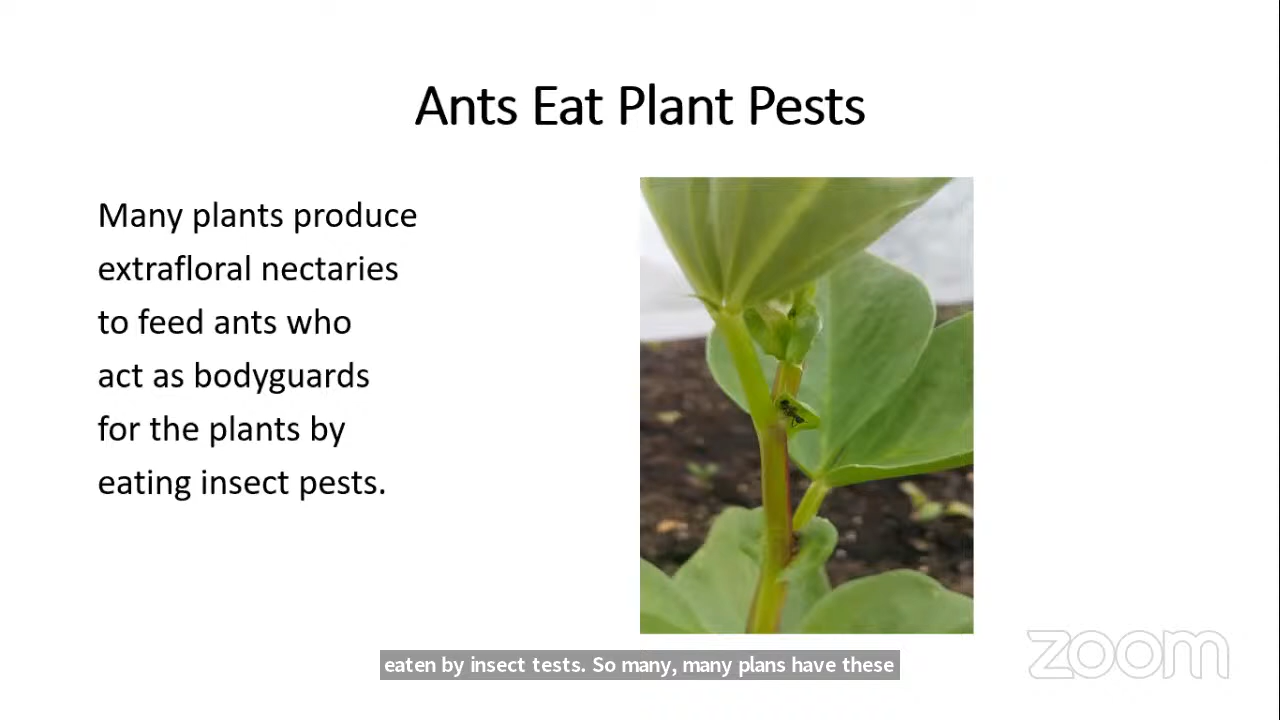 Ants Eat Plant Pests
Many plants produce
extrafloral nectaries
to feed ants who
act as bodyguards
for the plants by
eating insect pests.
eaten by insect tests. So many, many plans have these
zoom